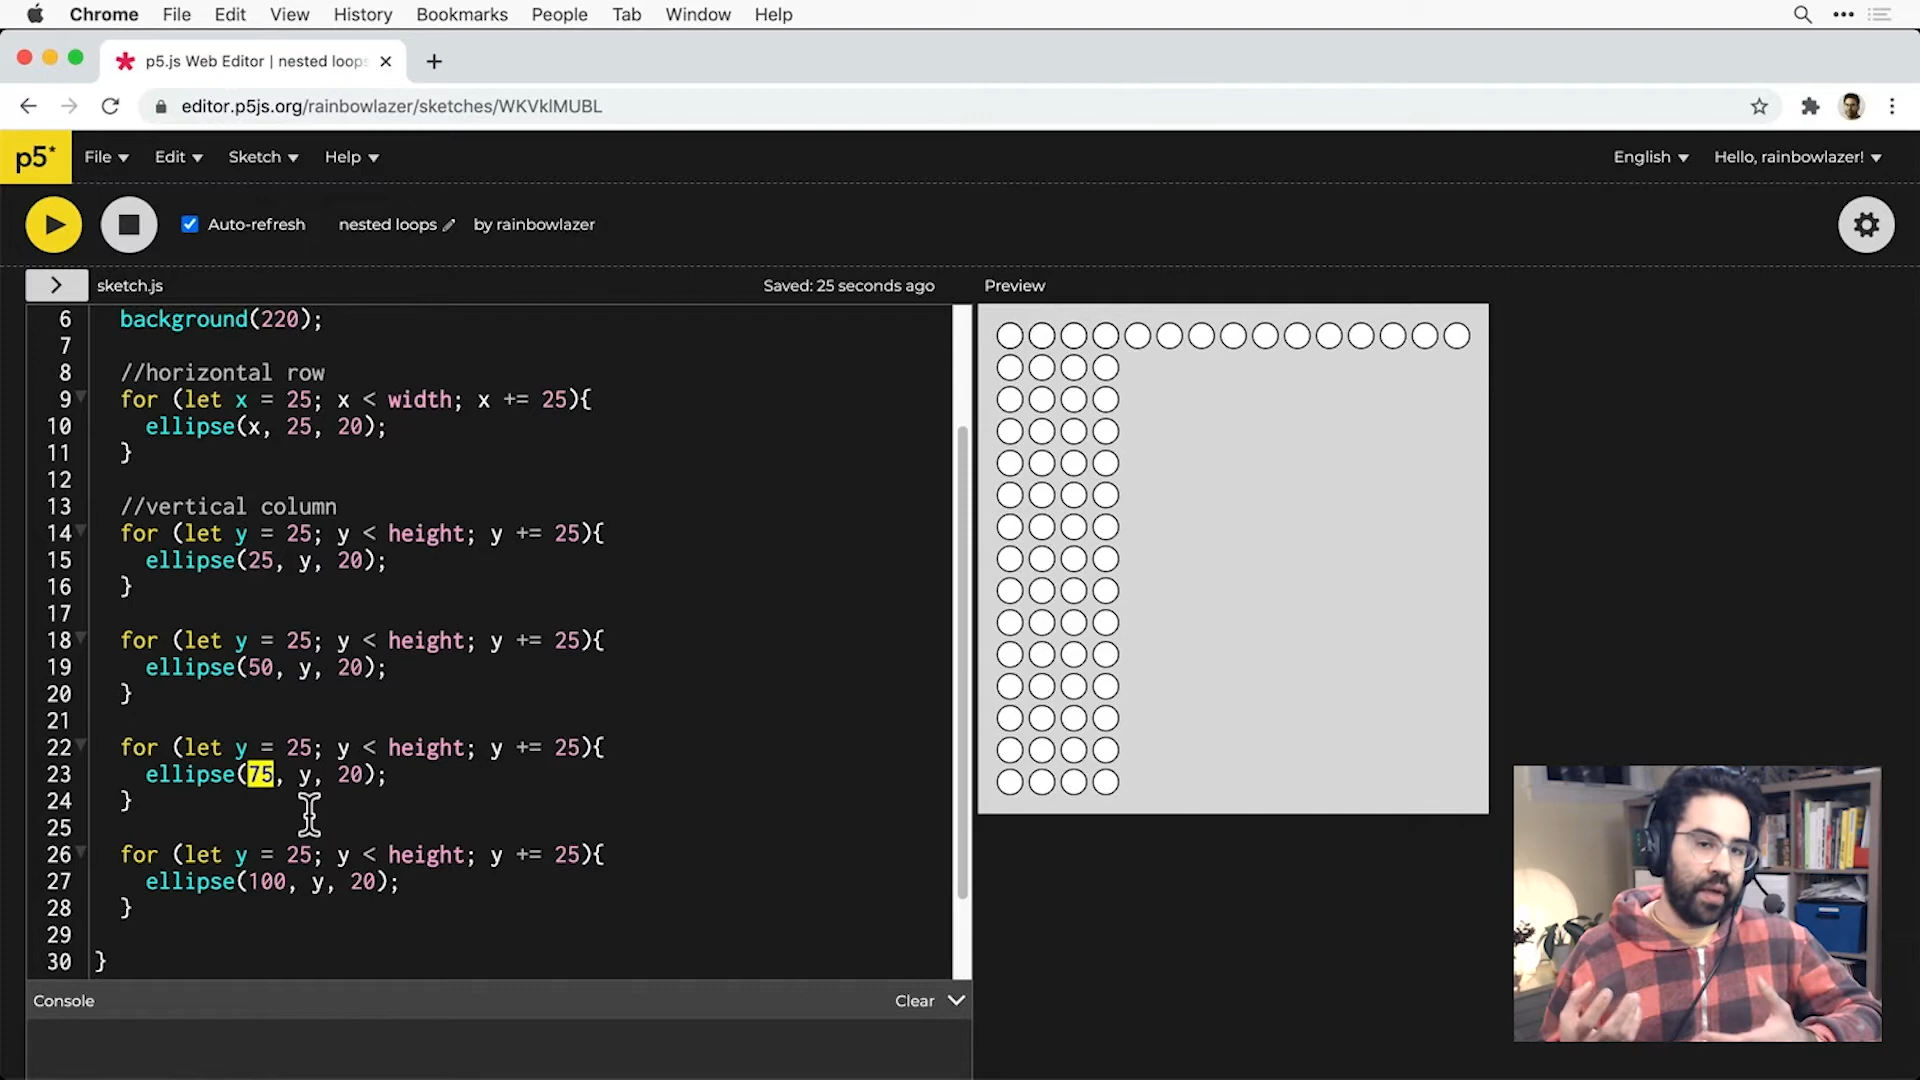 Chrome File Edit View History Bookmarks People Tab Window Help
p5.js Web Editor | nested loops
editor.p5js.org/rainbowlazer/sketches/WKVklMUBL
p5* File Edit Sketch Help English Hello, rainbowlazer!
Auto-refresh nested loops by rainbowlazer
sketch.js Saved: 25 seconds ago Preview
6 background(220);
7
8 //horizontal row
9 for (let x = 25; x < width; x += 25){
10 ellipse(x, 25, 20);
11 }
12
13 //vertical column
14 for (let y = 25; y < height; y += 25){
15 ellipse(25, y, 20);
16 }
17
18 for (let y = 25; y < height; y += 25){
19 ellipse(50, y, 20);
20 }
21
22 for (let y = 25; y < height; y += 25){
23 ellipse(75, y, 20);
24 }
25
26 for (let y = 25; y < height; y += 25){
27 ellipse(100, y, 20);
28 }
29
30 }
Console Clear